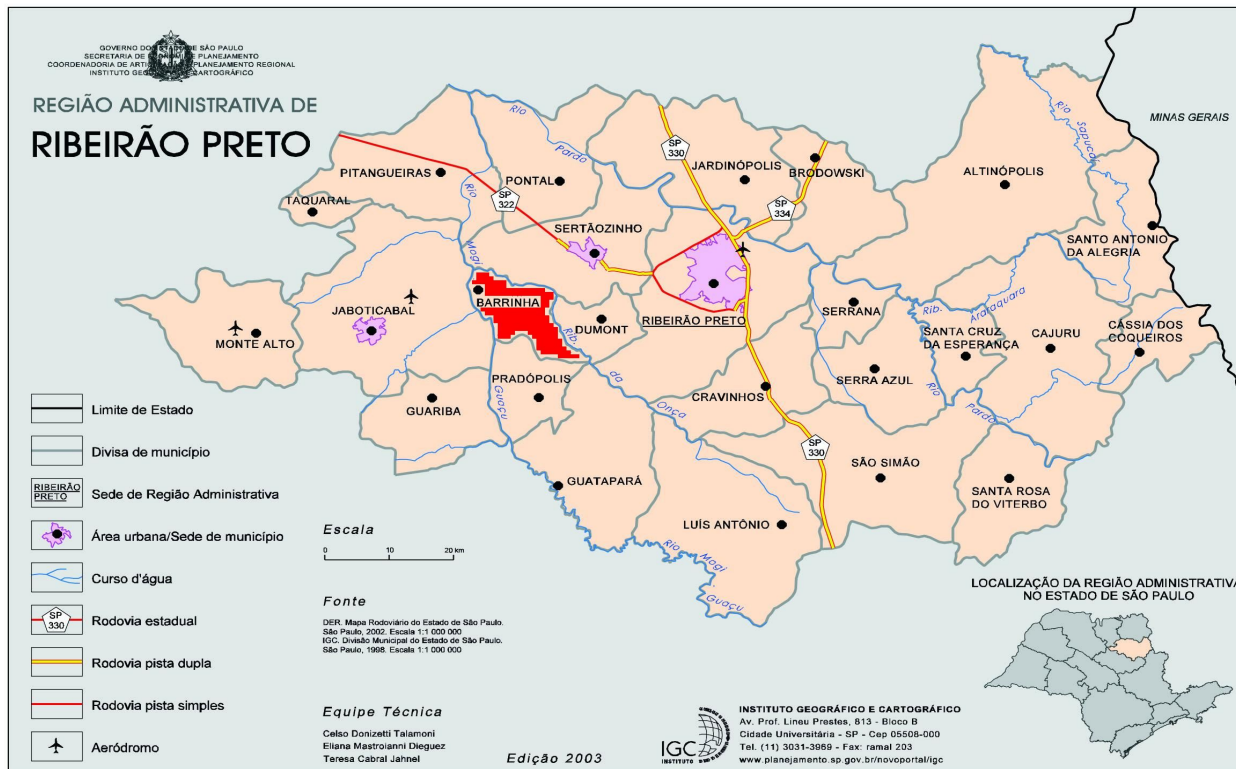 GOVERNO DO ESTADO DE SÃO PAULO
SECRETARIA DE ECONOMIA E PLANEJAMENTO
COORDENADORIA DE ARTICULAÇÃO E PLANEJAMENTO REGIONAL
INSTITUTO GEOGRÁFICO E CARTOGRÁFICO
REGIÃO ADMINISTRATIVA DE
RIBEIRÃO PRETO
MINAS GERAIS
Rio Pardo
Rio Sapucaí
SP 330
JARDINÓPOLIS
BRODOWSKI
ALTINÓPOLIS
PITANGUEIRAS
PONTAL
SP 322
SP 334
TAQUARAL
Rio Mogi Guaçu
SERTÃOZINHO
SANTO ANTONIO
DA ALEGRIA
BARRINHA
JABOTICABAL
DUMONT
RIBEIRÃO PRETO
SERRANA
Rib. Araraquara
SANTA CRUZ
DA ESPERANÇA
CAJURU
CÁSSIA DOS
COQUEIROS
MONTE ALTO
Rib. da Onça
PRADÓPOLIS
GUARIBA
CRAVINHOS
SERRA AZUL
Rio Pardo
SP 330
SÃO SIMÃO
SANTA ROSA
DO VITERBO
GUATAPARÁ
LUÍS ANTÔNIO
Rio Mogi - Guaçu
Limite de Estado
Divisa de município
RIBEIRÃO PRETO
Sede de Região Administrativa
Área urbana/Sede de município
Curso d'água
SP 330
Rodovia estadual
Rodovia pista dupla
Rodovia pista simples
Aeródromo
Escala
0 10 20 km
Fonte
DER. Mapa Rodoviário do Estado de São Paulo.
São Paulo, 2002. Escala 1:1 000 000
IGC. Divisão Municipal do Estado de São Paulo.
São Paulo, 1998. Escala 1:1 000 000
Equipe Técnica
Celso Donizetti Talamoni
Eliana Mastroianni Dieguez
Teresa Cabral Jahnel
Edição 2003
LOCALIZAÇÃO DA REGIÃO ADMINISTRATIVA
NO ESTADO DE SÃO PAULO
IGC
INSTITUTO
INSTITUTO GEOGRÁFICO E CARTOGRÁFICO
Av. Prof. Lineu Prestes, 813 - Bloco B
Cidade Universitária - SP - Cep 05508-000
Tel. (11) 3031-3969 - Fax: ramal 203
www.planejamento.sp.gov.br/novoportal/igc